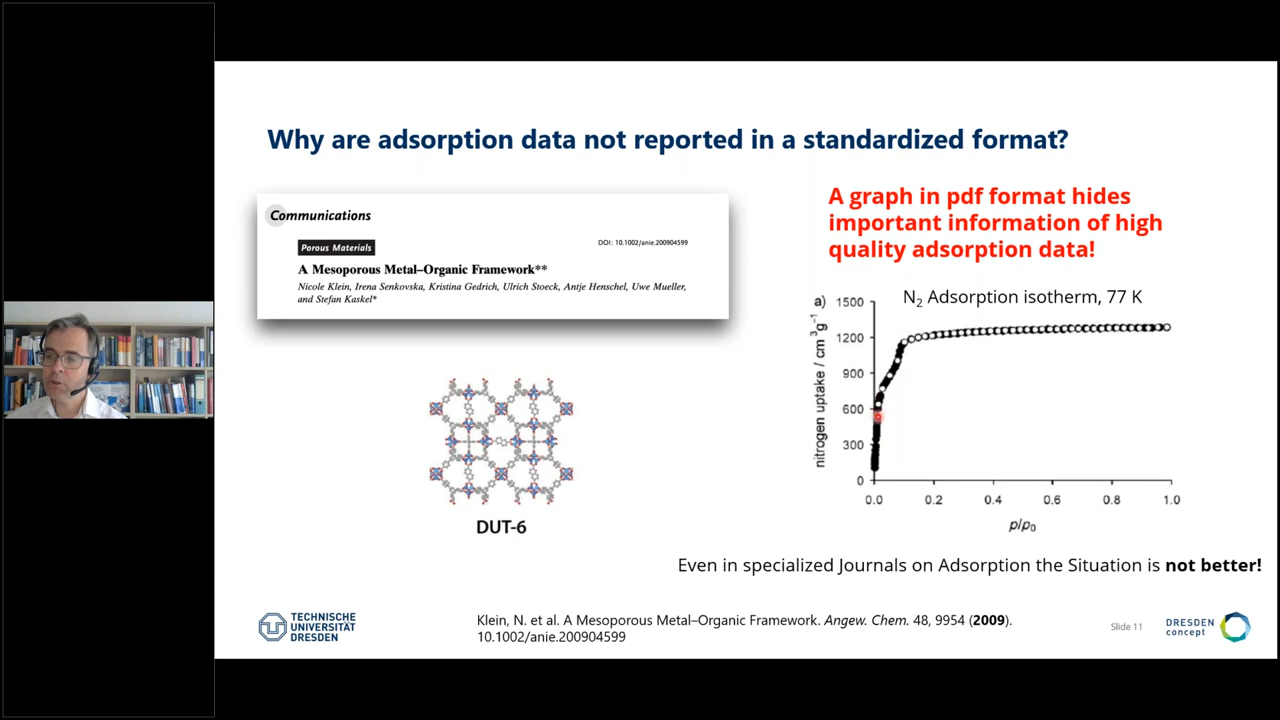 Why are adsorption data not reported in a standardized format?
Communications
Porous Materials
DOI: 10.1002/anie.200904599
A Mesoporous Metal–Organic Framework**
Nicole Klein, Irena Senkovska, Kristina Gedrich, Ulrich Stoeck, Antje Henschel, Uwe Mueller,
and Stefan Kaskel*
DUT-6
A graph in pdf format hides
important information of high
quality adsorption data!
a)
N2 Adsorption isotherm, 77 K
nitrogen uptake / cm3g-1
1500
1200
900
600
300
0
0.0 0.2 0.4 0.6 0.8 1.0
p/p0
Even in specialized Journals on Adsorption the Situation is not better!
TECHNISCHE
UNIVERSITÄT
DRESDEN
Klein, N. et al. A Mesoporous Metal–Organic Framework. Angew. Chem. 48, 9954 (2009).
10.1002/anie.200904599
Slide 11
DRESDEN
concept